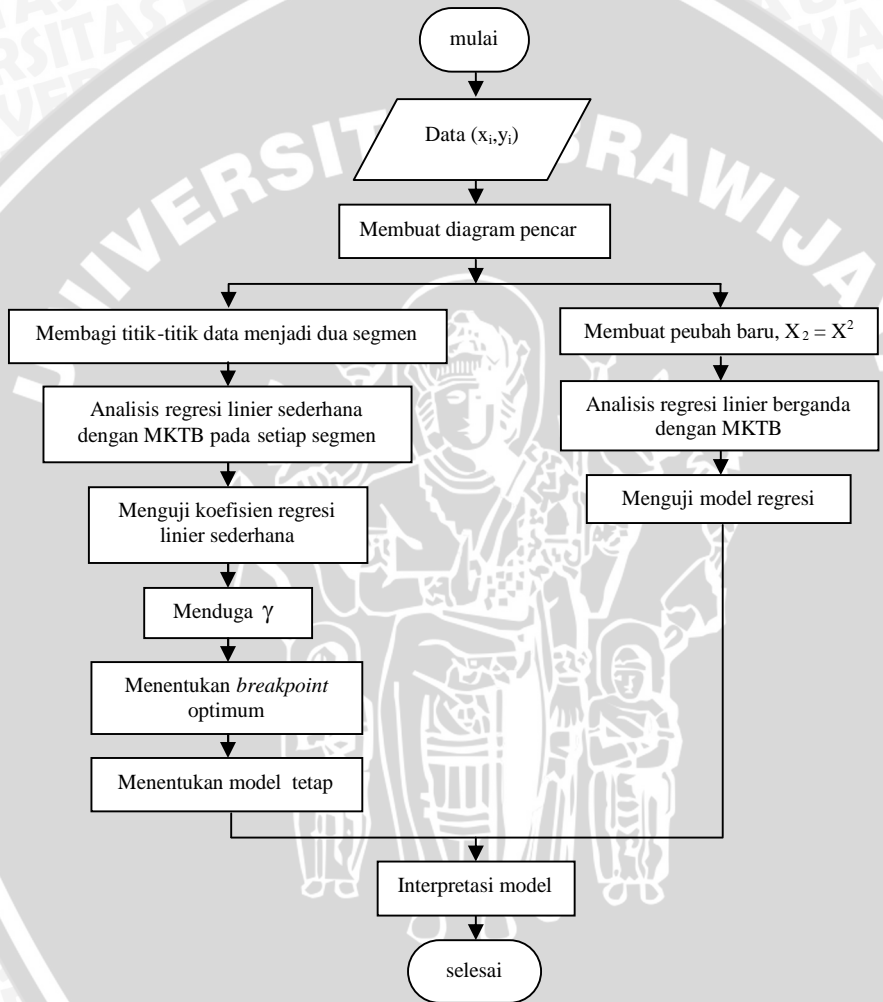 mulai
Data (xᵢ,yᵢ)
Membuat diagram pencar
Membagi titik-titik data menjadi dua segmen
Analisis regresi linier sederhana
dengan MKTB pada setiap segmen
Menguji koefisien regresi
linier sederhana
Menduga γ
Menentukan breakpoint
optimum
Menentukan model tetap
Membuat peubah baru, X₂ = X²
Analisis regresi linier berganda
dengan MKTB
Menguji model regresi
Interpretasi model
selesai